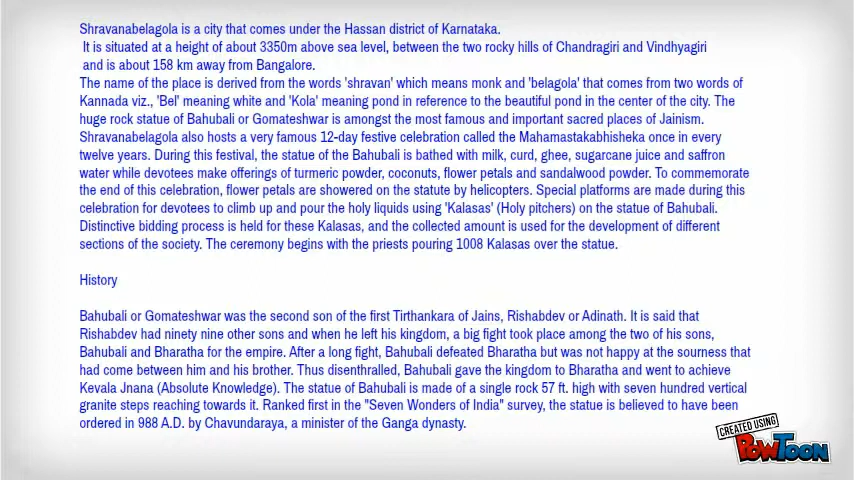 Shravanabelagola is a city that comes under the Hassan district of Karnataka.
It is situated at a height of about 3350m above sea level, between the two rocky hills of Chandragiri and Vindhyagiri
and is about 158 km away from Bangalore.
The name of the place is derived from the words 'shravan' which means monk and 'belagola' that comes from two words of
Kannada viz., 'Bel' meaning white and 'Kola' meaning pond in reference to the beautiful pond in the center of the city. The
huge rock statue of Bahubali or Gomateshwar is amongst the most famous and important sacred places of Jainism.
Shravanabelagola also hosts a very famous 12-day festive celebration called the Mahamastakabhisheka once in every
twelve years. During this festival, the statue of the Bahubali is bathed with milk, curd, ghee, sugarcane juice and saffron
water while devotees make offerings of turmeric powder, coconuts, flower petals and sandalwood powder. To commemorate
the end of this celebration, flower petals are showered on the statute by helicopters. Special platforms are made during this
celebration for devotees to climb up and pour the holy liquids using 'Kalasas' (Holy pitchers) on the statue of Bahubali.
Distinctive bidding process is held for these Kalasas, and the collected amount is used for the development of different
sections of the society. The ceremony begins with the priests pouring 1008 Kalasas over the statue.
History
Bahubali or Gomateshwar was the second son of the first Tirthankara of Jains, Rishabdev or Adinath. It is said that
Rishabdev had ninety nine other sons and when he left his kingdom, a big fight took place among the two of his sons,
Bahubali and Bharatha for the empire. After a long fight, Bahubali defeated Bharatha but was not happy at the sourness that
had come between him and his brother. Thus disenthralled, Bahubali gave the kingdom to Bharatha and went to achieve
Kevala Jnana (Absolute Knowledge). The statue of Bahubali is made of a single rock 57 ft. high with seven hundred vertical
granite steps reaching towards it. Ranked first in the "Seven Wonders of India" survey, the statue is believed to have been
ordered in 988 A.D. by Chavundaraya, a minister of the Ganga dynasty.
CREATED USING
POWTOON